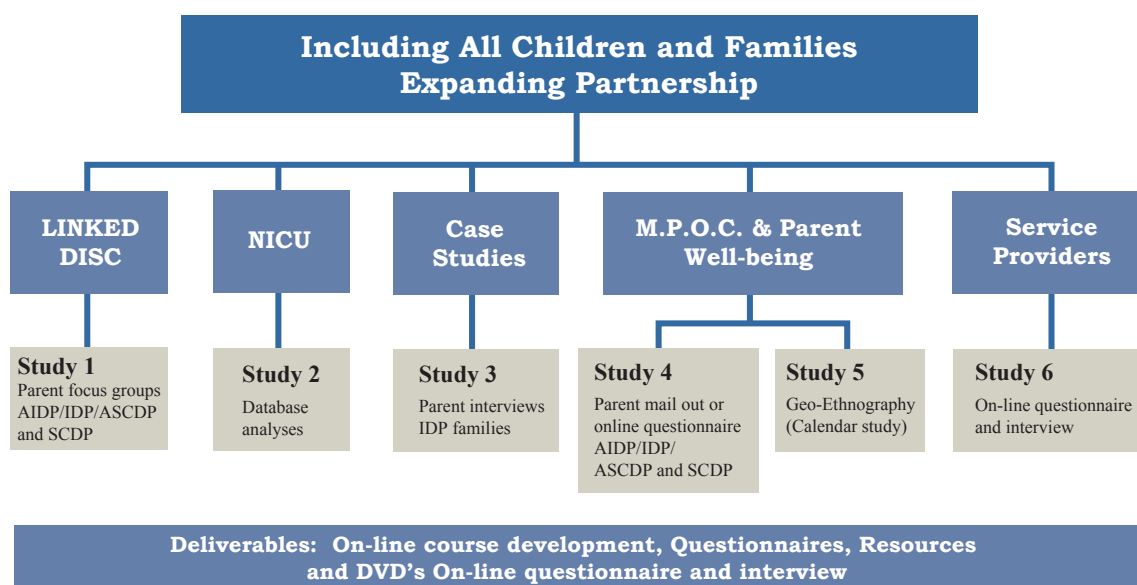 Including All Children and Families
Expanding Partnership
LINKED
DISC
NICU
Case
Studies
M.P.O.C. & Parent
Well-being
Service
Providers
Study 1
Parent focus groups
AIDP/IDP/ASCDP
and SCDP
Study 2
Database
analyses
Study 3
Parent interviews
IDP families
Study 4
Parent mail out or
online questionnaire
AIDP/IDP/
ASCDP and SCDP
Study 5
Geo-Ethnography
(Calendar study)
Study 6
On-line questionnaire
and interview
Deliverables: On-line course development, Questionnaires, Resources
and DVD's On-line questionnaire and interview